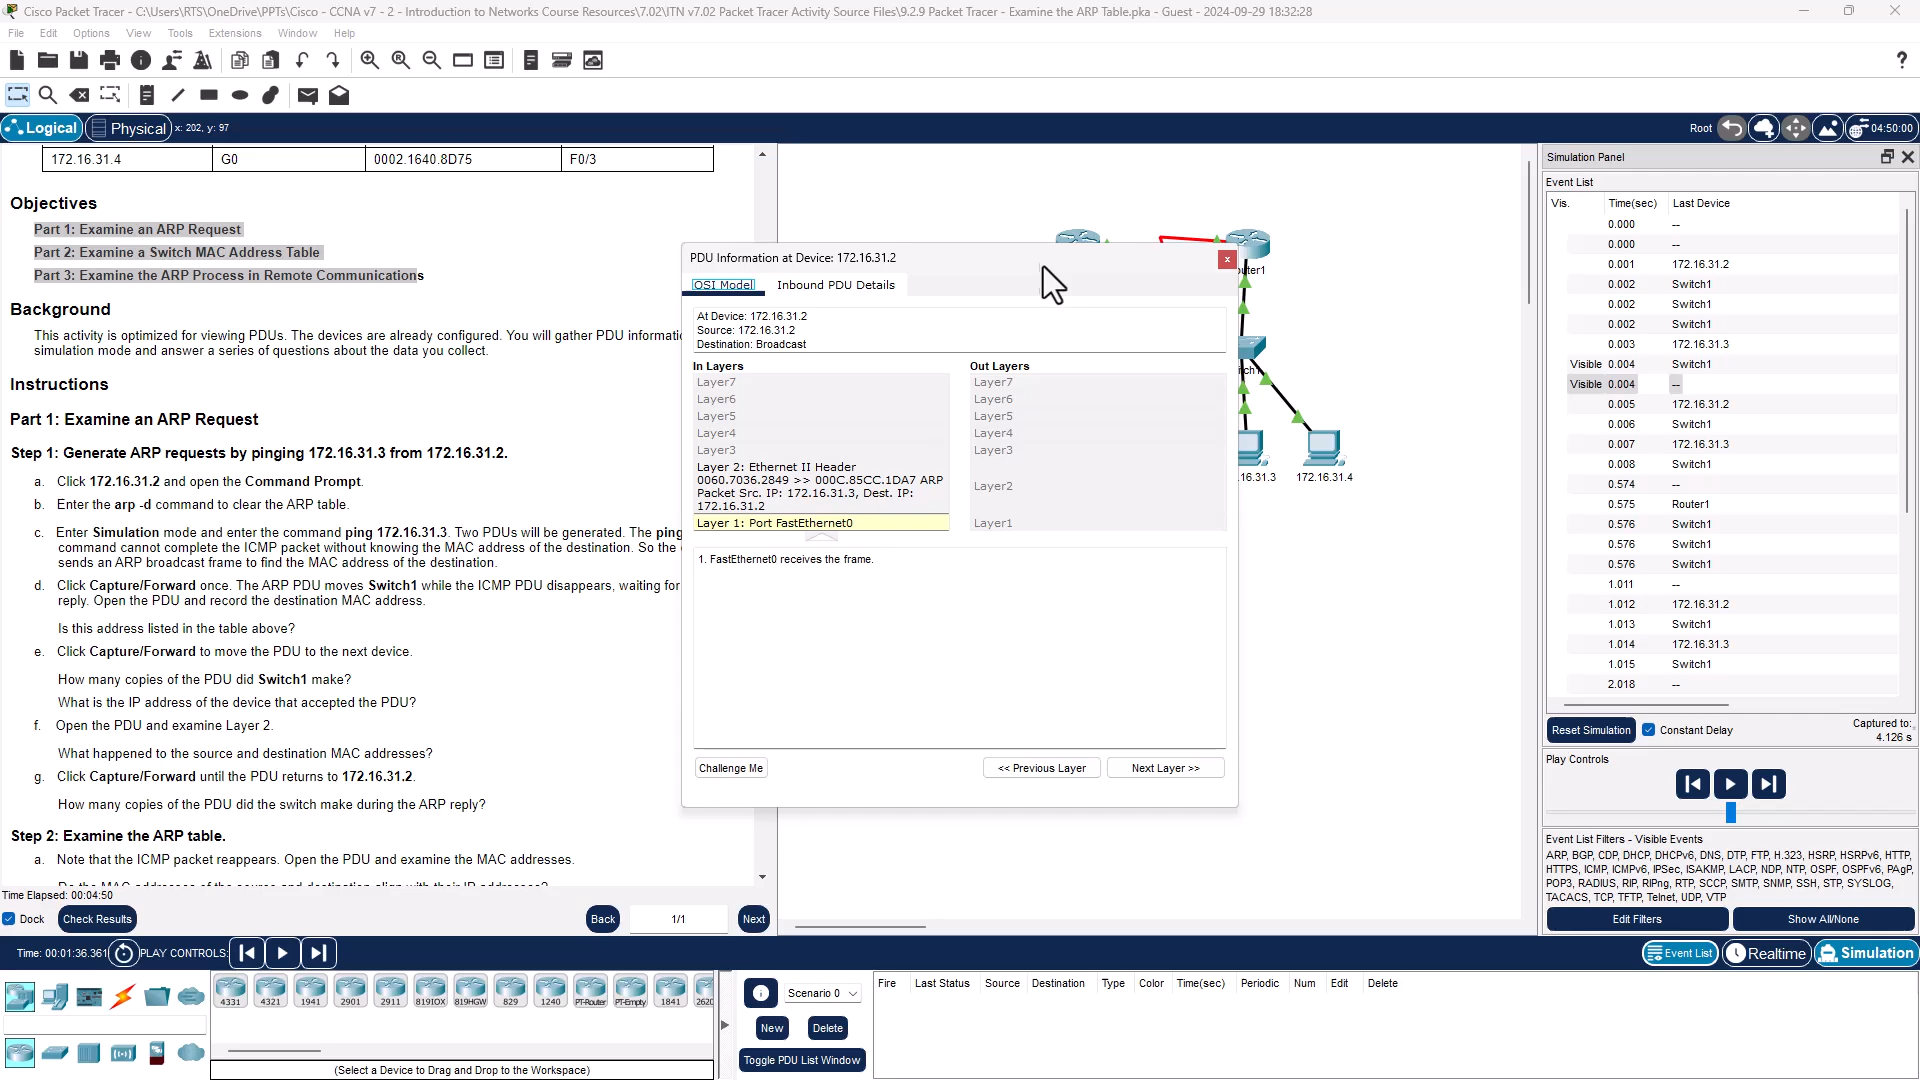 Cisco Packet Tracer - C:\Users\RTS\OneDrive\PPTs\Cisco - CCNA v7 - 2 - Introduction to Networks Course Resources\7.02\ITN v7.02 Packet Tracer Activity Source Files\9.2.9 Packet Tracer - Examine the ARP Table.pka - Guest - 2024-09-29 18:32:28
File Edit Options View Tools Extensions Window Help
Logical Physical x: 202, y: 97 Root 04:50:00
172.16.31.4 G0 0002.1640.8D75 F0/3
Objectives
Part 1: Examine an ARP Request
Part 2: Examine a Switch MAC Address Table
Part 3: Examine the ARP Process in Remote Communications
Background
This activity is optimized for viewing PDUs. The devices are already configured. You will gather PDU informati
simulation mode and answer a series of questions about the data you collect.
Instructions
Part 1: Examine an ARP Request
Step 1: Generate ARP requests by pinging 172.16.31.3 from 172.16.31.2.
a. Click 172.16.31.2 and open the Command Prompt.
b. Enter the arp -d command to clear the ARP table.
c. Enter Simulation mode and enter the command ping 172.16.31.3. Two PDUs will be generated. The ping
command cannot complete the ICMP packet without knowing the MAC address of the destination. So the
sends an ARP broadcast frame to find the MAC address of the destination.
d. Click Capture/Forward once. The ARP PDU moves Switch1 while the ICMP PDU disappears, waiting for
reply. Open the PDU and record the destination MAC address.
Is this address listed in the table above?
e. Click Capture/Forward to move the PDU to the next device.
How many copies of the PDU did Switch1 make?
What is the IP address of the device that accepted the PDU?
f. Open the PDU and examine Layer 2.
What happened to the source and destination MAC addresses?
g. Click Capture/Forward until the PDU returns to 172.16.31.2.
How many copies of the PDU did the switch make during the ARP reply?
Step 2: Examine the ARP table.
a. Note that the ICMP packet reappears. Open the PDU and examine the MAC addresses.
Time Elapsed: 00:04:50
Dock Check Results Back 1/1 Next
PDU Information at Device: 172.16.31.2
x
OSI Model Inbound PDU Details
At Device: 172.16.31.2
Source: 172.16.31.2
Destination: Broadcast
In Layers
Layer7
Layer6
Layer5
Layer4
Layer3
Layer 2: Ethernet II Header
0060.7036.2849 >> 000C.85CC.1DA7 ARP
Packet Src. IP: 172.16.31.3, Dest. IP:
172.16.31.2
Layer 1: Port FastEthernet0
Out Layers
Layer7
Layer6
Layer5
Layer4
Layer3
Layer2
Layer1
1. FastEthernet0 receives the frame.
Challenge Me << Previous Layer Next Layer >>
outer1
itch1
.16.31.3 172.16.31.4
Simulation Panel
Event List
Vis. Time(sec) Last Device
0.000 --
0.000 --
0.001 172.16.31.2
0.002 Switch1
0.002 Switch1
0.002 Switch1
0.003 172.16.31.3
Visible 0.004 Switch1
Visible 0.004 --
0.005 172.16.31.2
0.006 Switch1
0.007 172.16.31.3
0.008 Switch1
0.574 --
0.575 Router1
0.576 Switch1
0.576 Switch1
0.576 Switch1
1.011 --
1.012 172.16.31.2
1.013 Switch1
1.014 172.16.31.3
1.015 Switch1
2.018 --
Reset Simulation Constant Delay Captured to:
4.126 s
Play Controls
Event List Filters - Visible Events
ARP, BGP, CDP, DHCP, DHCPv6, DNS, DTP, FTP, H.323, HSRP, HSRPv6, HTTP,
HTTPS, ICMP, ICMPv6, IPSec, ISAKMP, LACP, NDP, NTP, OSPF, OSPFv6, PAgP,
POP3, RADIUS, RIP, RIPng, RTP, SCCP, SMTP, SNMP, SSH, STP, SYSLOG,
TACACS, TCP, TFTP, Telnet, UDP, VTP
Edit Filters Show All/None
Time: 00:01:36.361 PLAY CONTROLS: Event List Realtime Simulation
4331 4321 1941 2901 2911 819IOX 819HGW 829 1240 PT-Router PT-Empty 1841 2620
(Select a Device to Drag and Drop to the Workspace)
Scenario 0
New Delete
Toggle PDU List Window
Fire Last Status Source Destination Type Color Time(sec) Periodic Num Edit Delete